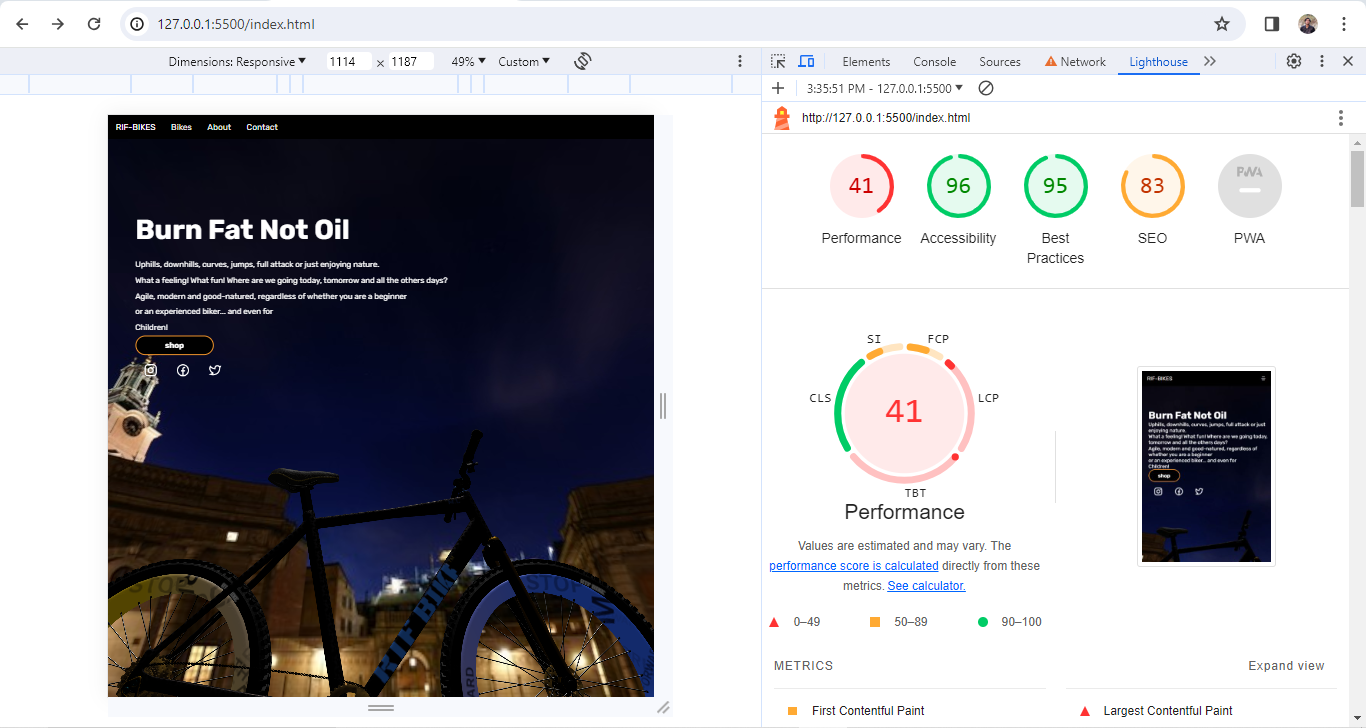 127.0.0.1:5500/index.html
Dimensions: Responsive 1114 × 1187 49% Custom
Elements Console Sources Network Lighthouse
3:35:51 PM - 127.0.0.1:5500
http://127.0.0.1:5500/index.html
RIF-BIKES Bikes About Contact
Burn Fat Not Oil
Uphills, downhills, curves, jumps, full attack or just enjoying nature.
What a feeling! What fun! Where are we going today, tomorrow and all the others days?
Agile, modern and good-natured, regardless of whether you are a beginner
or an experienced biker... and even for
Children!
shop
STOP
RIF BIKE
STOP
41 96 95 83 PWA
Performance Accessibility Best Practices SEO PWA
SI FCP
CLS LCP
41
TBT
Performance
Values are estimated and may vary. The
performance score is calculated directly from these
metrics. See calculator.
0–49 50–89 90–100
RIF-BIKES
Burn Fat Not Oil
Uphills, downhills, curves, jumps, full attack or just
enjoying nature.
What a feeling! What fun! Where are we going today,
tomorrow and all the others days?
Agile, modern and good-natured, regardless of
whether you are a beginner
or an experienced biker... and even for
Children!
shop
METRICS Expand view
First Contentful Paint Largest Contentful Paint